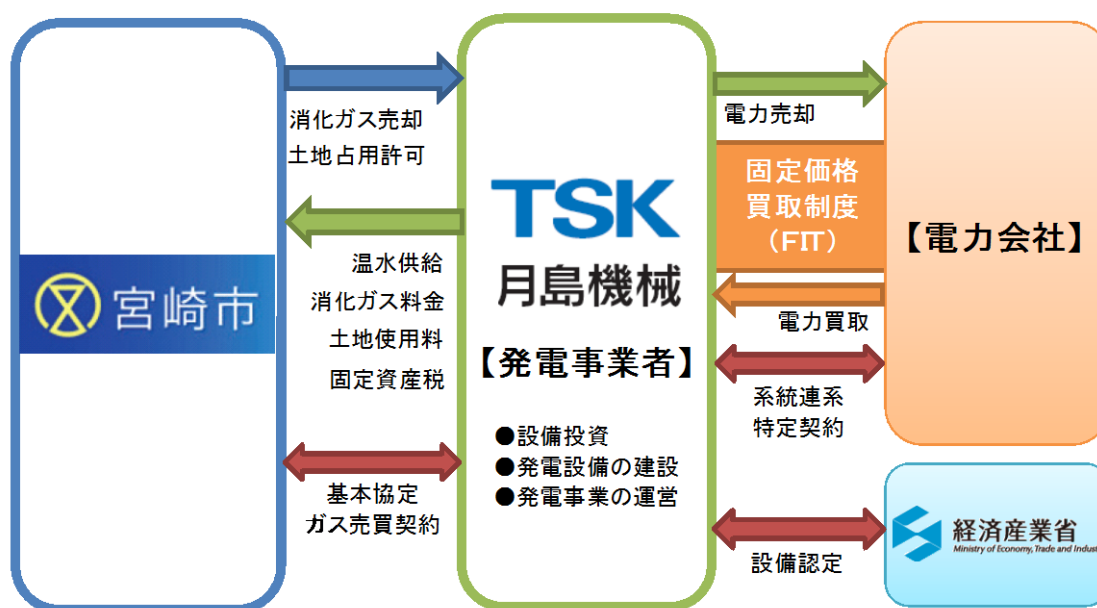 宮崎市
消化ガス売却
土地占用許可
温水供給
消化ガス料金
土地使用料
固定資産税
基本協定
ガス売買契約
TSK
月島機械
【発電事業者】
●設備投資
●発電設備の建設
●発電事業の運営
電力売却
固定価格
買取制度
（FIT）
電力買取
系統連系
特定契約
設備認定
【電力会社】
経済産業省
Ministry of Economy, Trade and Indust